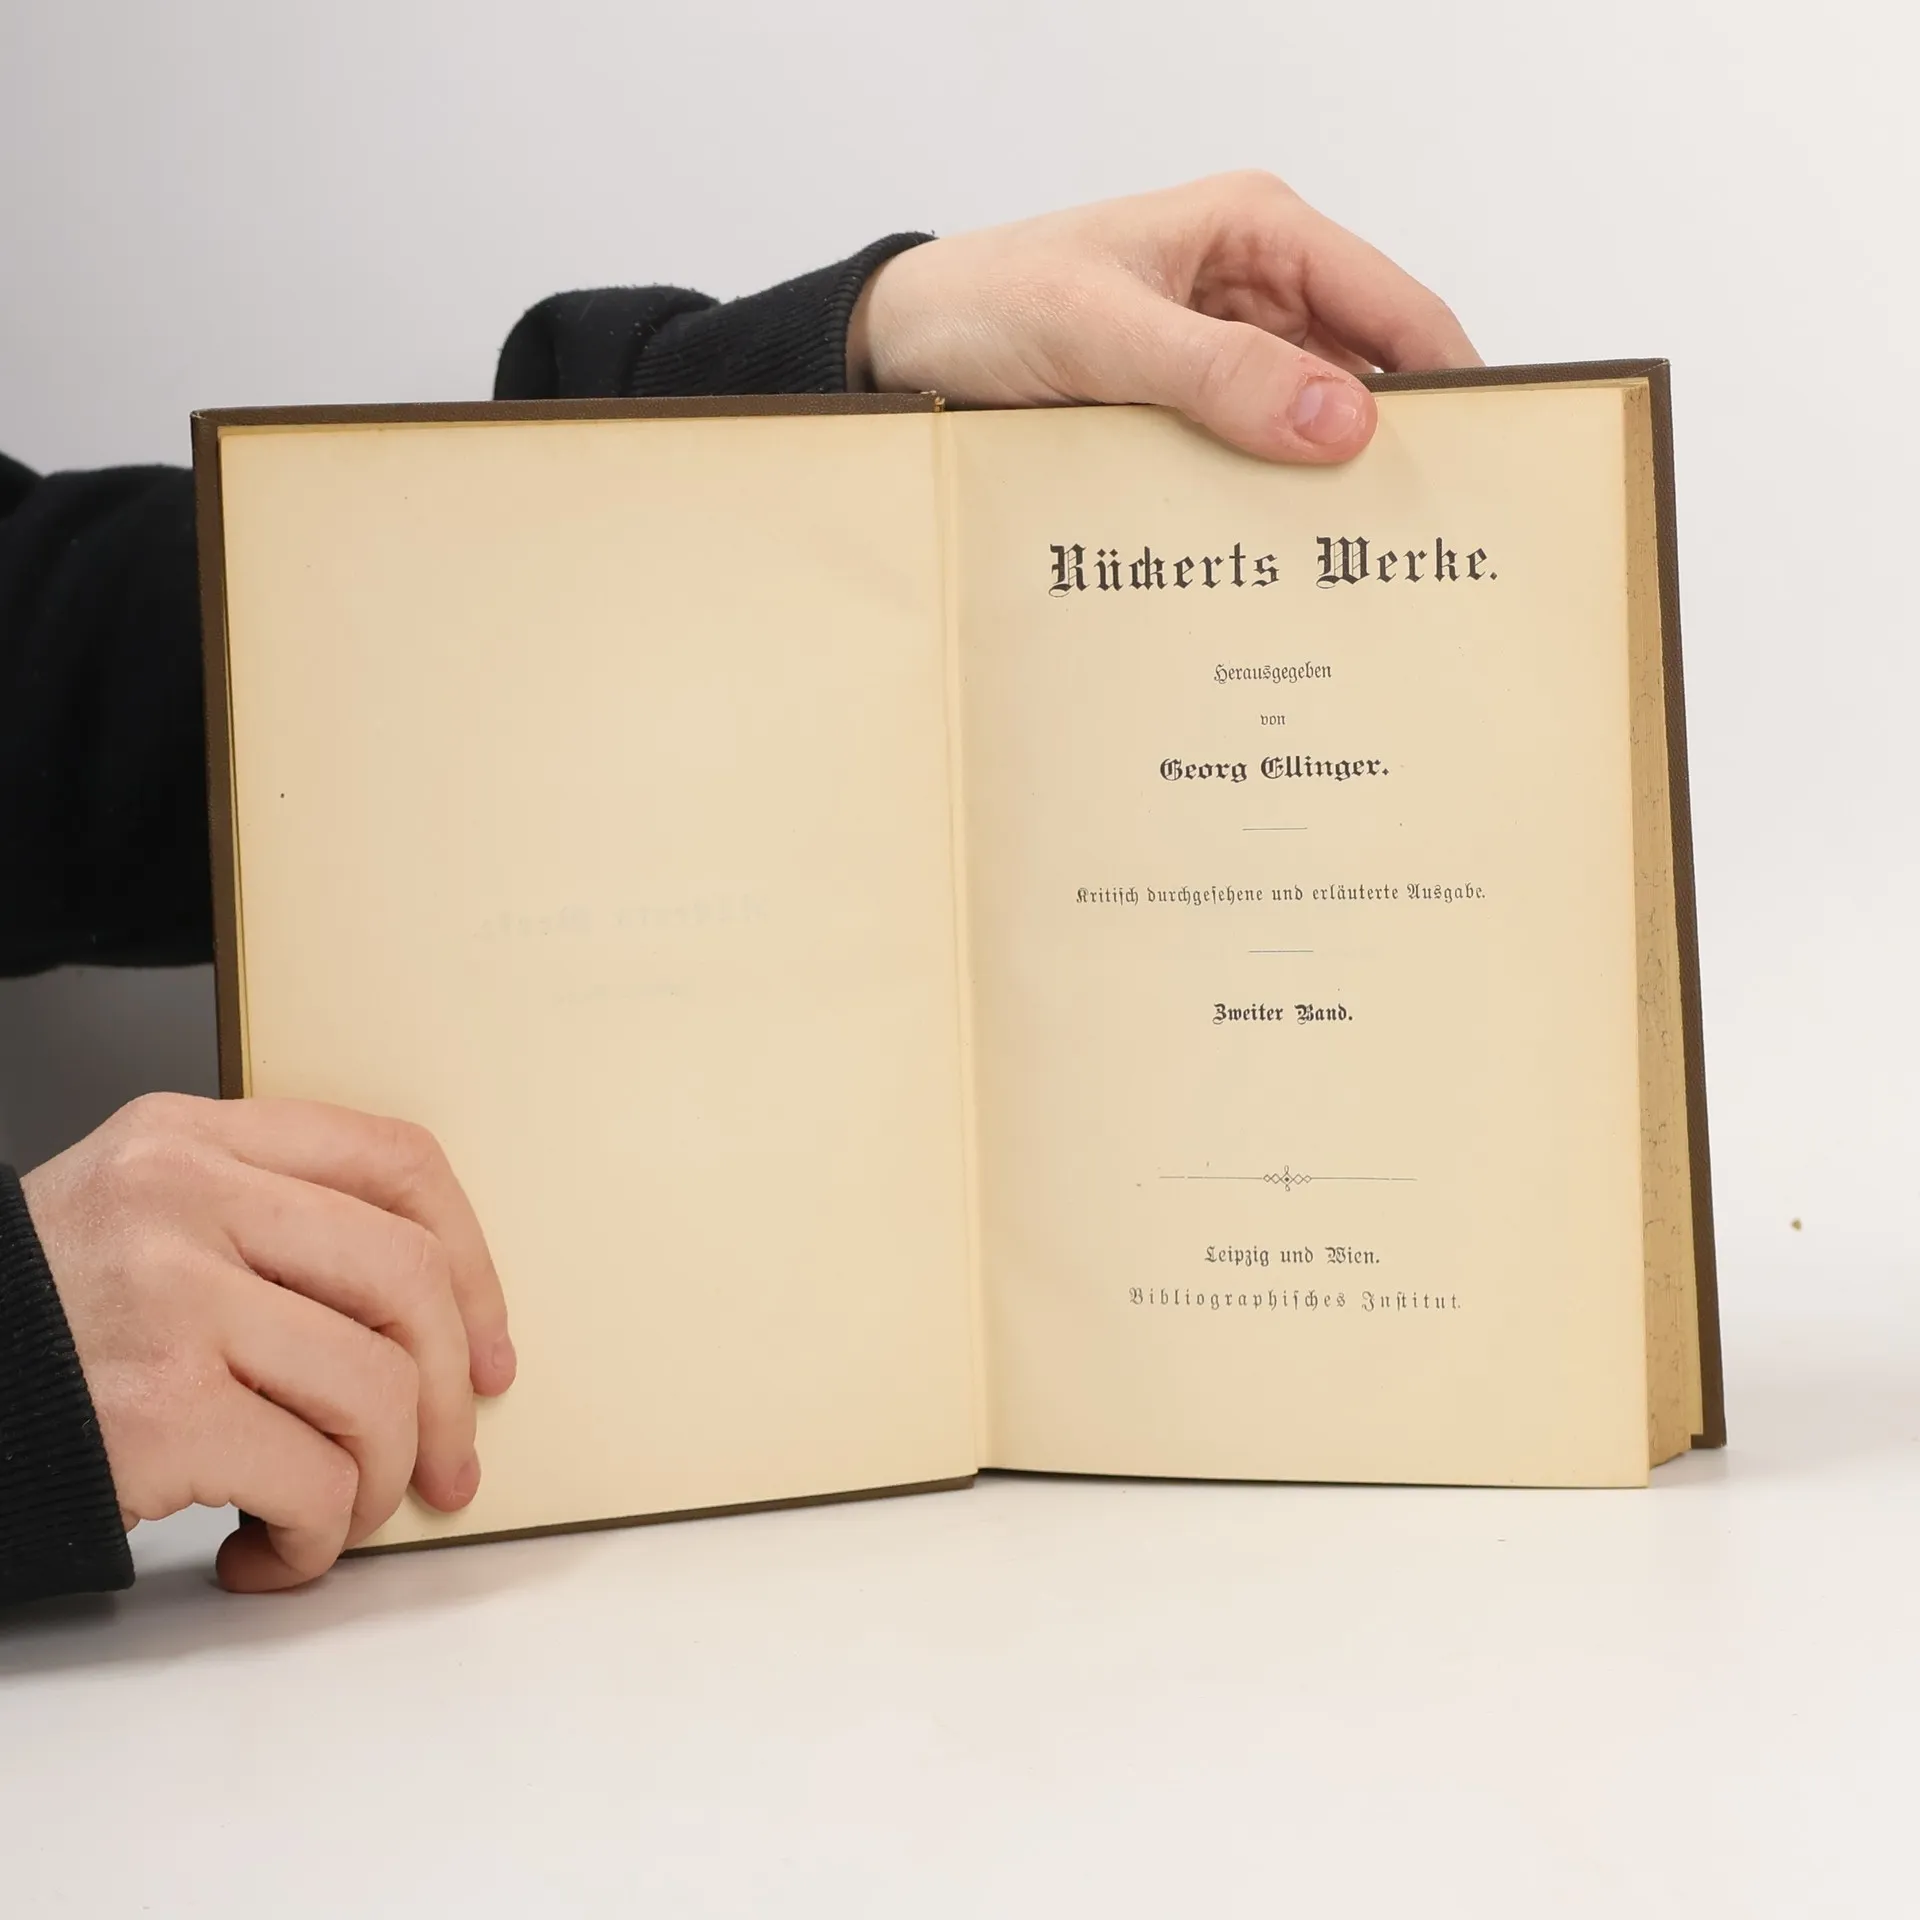 Rückerts Werke.
Herausgegeben
von
Georg Ellinger.
Kritisch durchgesehene und erläuterte Ausgabe.
Zweiter Band.
Leipzig und Wien.
Bibliographisches Institut.